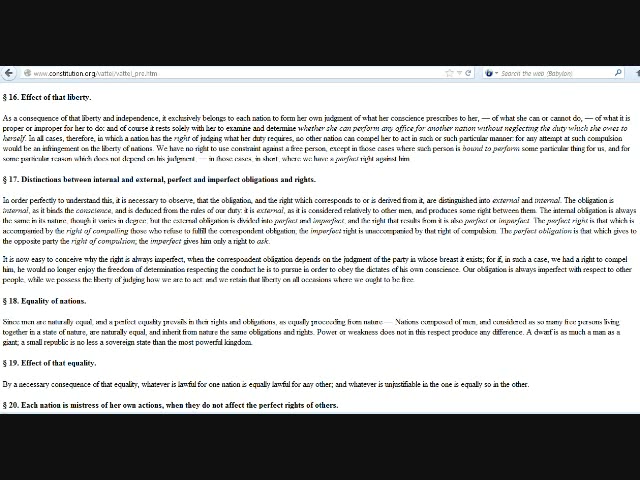 www.constitution.org/vattel/vattel_pre.htm
Search the web (Babylon)
§ 16. Effect of that liberty.
As a consequence of that liberty and independence, it exclusively belongs to each nation to form her own judgment of what her conscience prescribes to her, — of what she can or cannot do, — of what it is
proper or improper for her to do: and of course it rests solely with her to examine and determine whether she can perform any office for another nation without neglecting the duty which she owes to
herself. In all cases, therefore, in which a nation has the right of judging what her duty requires, no other nation can compel her to act in such or such particular manner: for any attempt at such compulsion
would be an infringement on the liberty of nations. We have no right to use constraint against a free person, except in those cases where such person is bound to perform some particular thing for us, and for
some particular reason which does not depend on his judgment, — in those cases, in short, where we have a perfect right against him.
§ 17. Distinctions between internal and external, perfect and imperfect obligations and rights.
In order perfectly to understand this, it is necessary to observe, that the obligation, and the right which corresponds to or is derived from it, are distinguished into external and internal. The obligation is
internal, as it binds the conscience, and is deduced from the rules of our duty: it is external, as it is considered relatively to other men, and produces some right between them. The internal obligation is always
the same in its nature, though it varies in degree; but the external obligation is divided into perfect and imperfect; and the right that results from it is also perfect or imperfect. The perfect right is that which is
accompanied by the right of compelling those who refuse to fulfill the correspondent obligation; the imperfect right is unaccompanied by that right of compulsion. The perfect obligation is that which gives to
the opposite party the right of compulsion; the imperfect gives him only a right to ask.
It is now easy to conceive why the right is always imperfect, when the correspondent obligation depends on the judgment of the party in whose breast it exists; for if, in such a case, we had a right to compel
him, he would no longer enjoy the freedom of determination respecting the conduct he is to pursue in order to obey the dictates of his own conscience. Our obligation is always imperfect with respect to other
people, while we possess the liberty of judging how we are to act: and we retain that liberty on all occasions where we ought to be free.
§ 18. Equality of nations.
Since men are naturally equal, and a perfect equality prevails in their rights and obligations, as equally proceeding from nature — Nations composed of men, and considered as so many free persons living
together in a state of nature, are naturally equal, and inherit from nature the same obligations and rights. Power or weakness does not in this respect produce any difference. A dwarf is as much a man as a
giant; a small republic is no less a sovereign state than the most powerful kingdom.
§ 19. Effect of that equality.
By a necessary consequence of that equality, whatever is lawful for one nation is equally lawful for any other; and whatever is unjustifiable in the one is equally so in the other.
§ 20. Each nation is mistress of her own actions, when they do not affect the perfect rights of others.